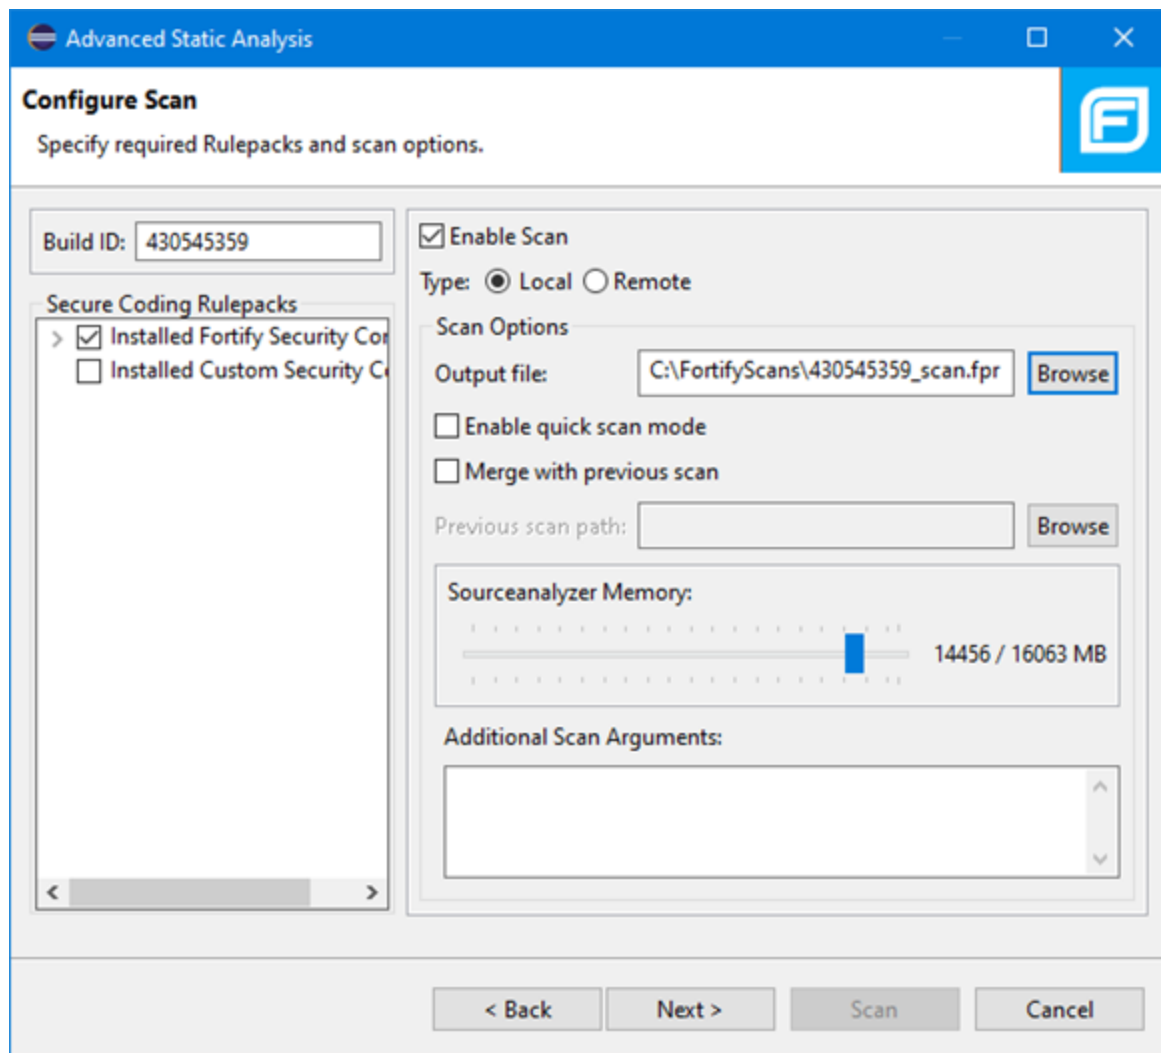 Advanced Static Analysis
Configure Scan
Specify required Rulepacks and scan options.
Build ID: 430545359
Secure Coding Rulepacks
Installed Fortify Security Cor
Installed Custom Security C
Enable Scan
Type: Local Remote
Scan Options
Output file: C:\FortifyScans\430545359_scan.fpr Browse
Enable quick scan mode
Merge with previous scan
Previous scan path: Browse
Sourceanalyzer Memory:
14456 / 16063 MB
Additional Scan Arguments:
< Back Next > Scan Cancel